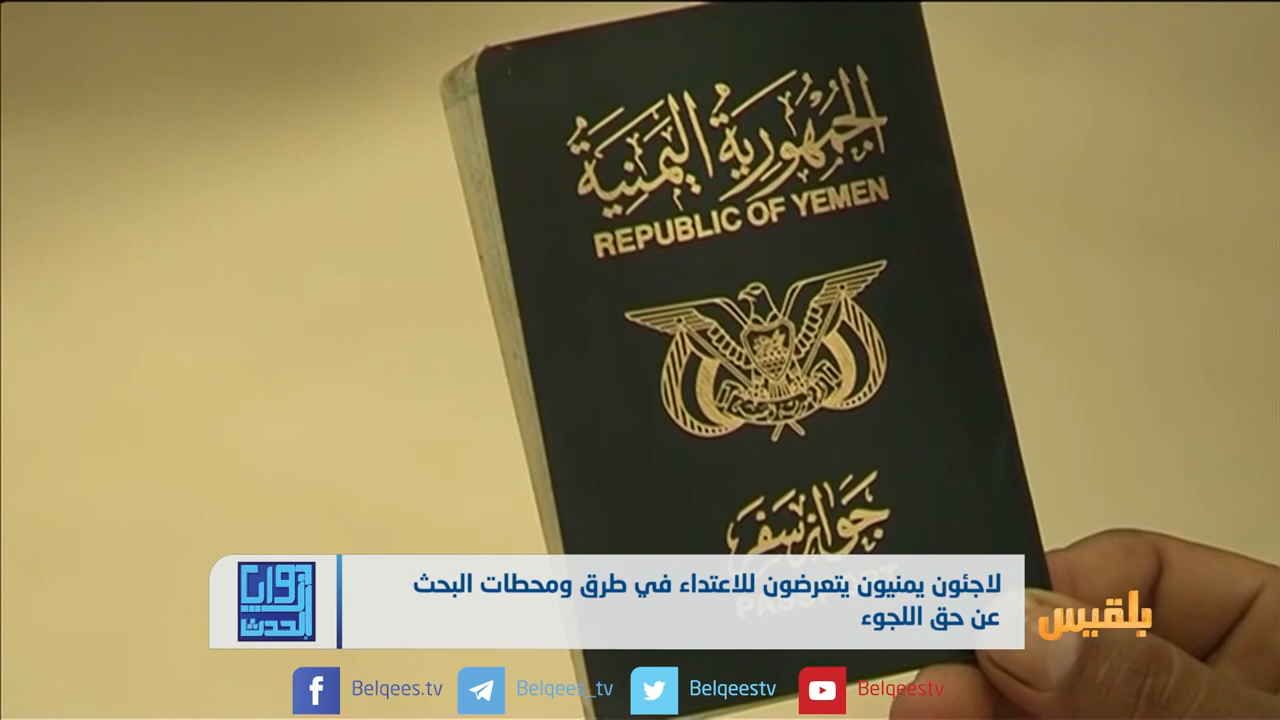 الجمهورية اليمنية
REPUBLIC OF YEMEN
جواز سفر
PASSPORT
لاجئون يمنيون يتعرضون للاعتداء في طرق ومحطات البحث
عن حق اللجوء
زوايا
الحدث
بلقيس
Belqees.tv
Belqees_tv
Belqeestv
Belqeestv